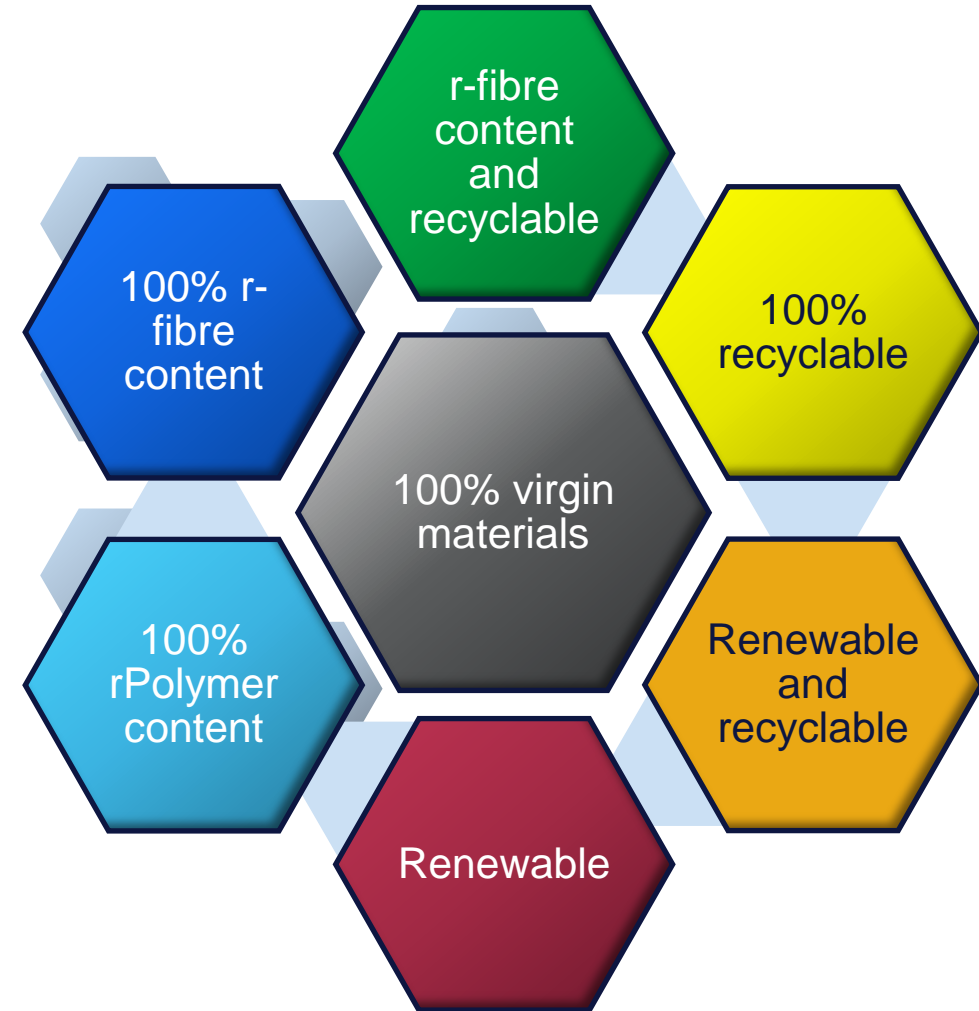 r-fibre
content
and
recyclable
100% r-
fibre
content
100%
recyclable
100% virgin
materials
100%
rPolymer
content
Renewable
and
recyclable
Renewable